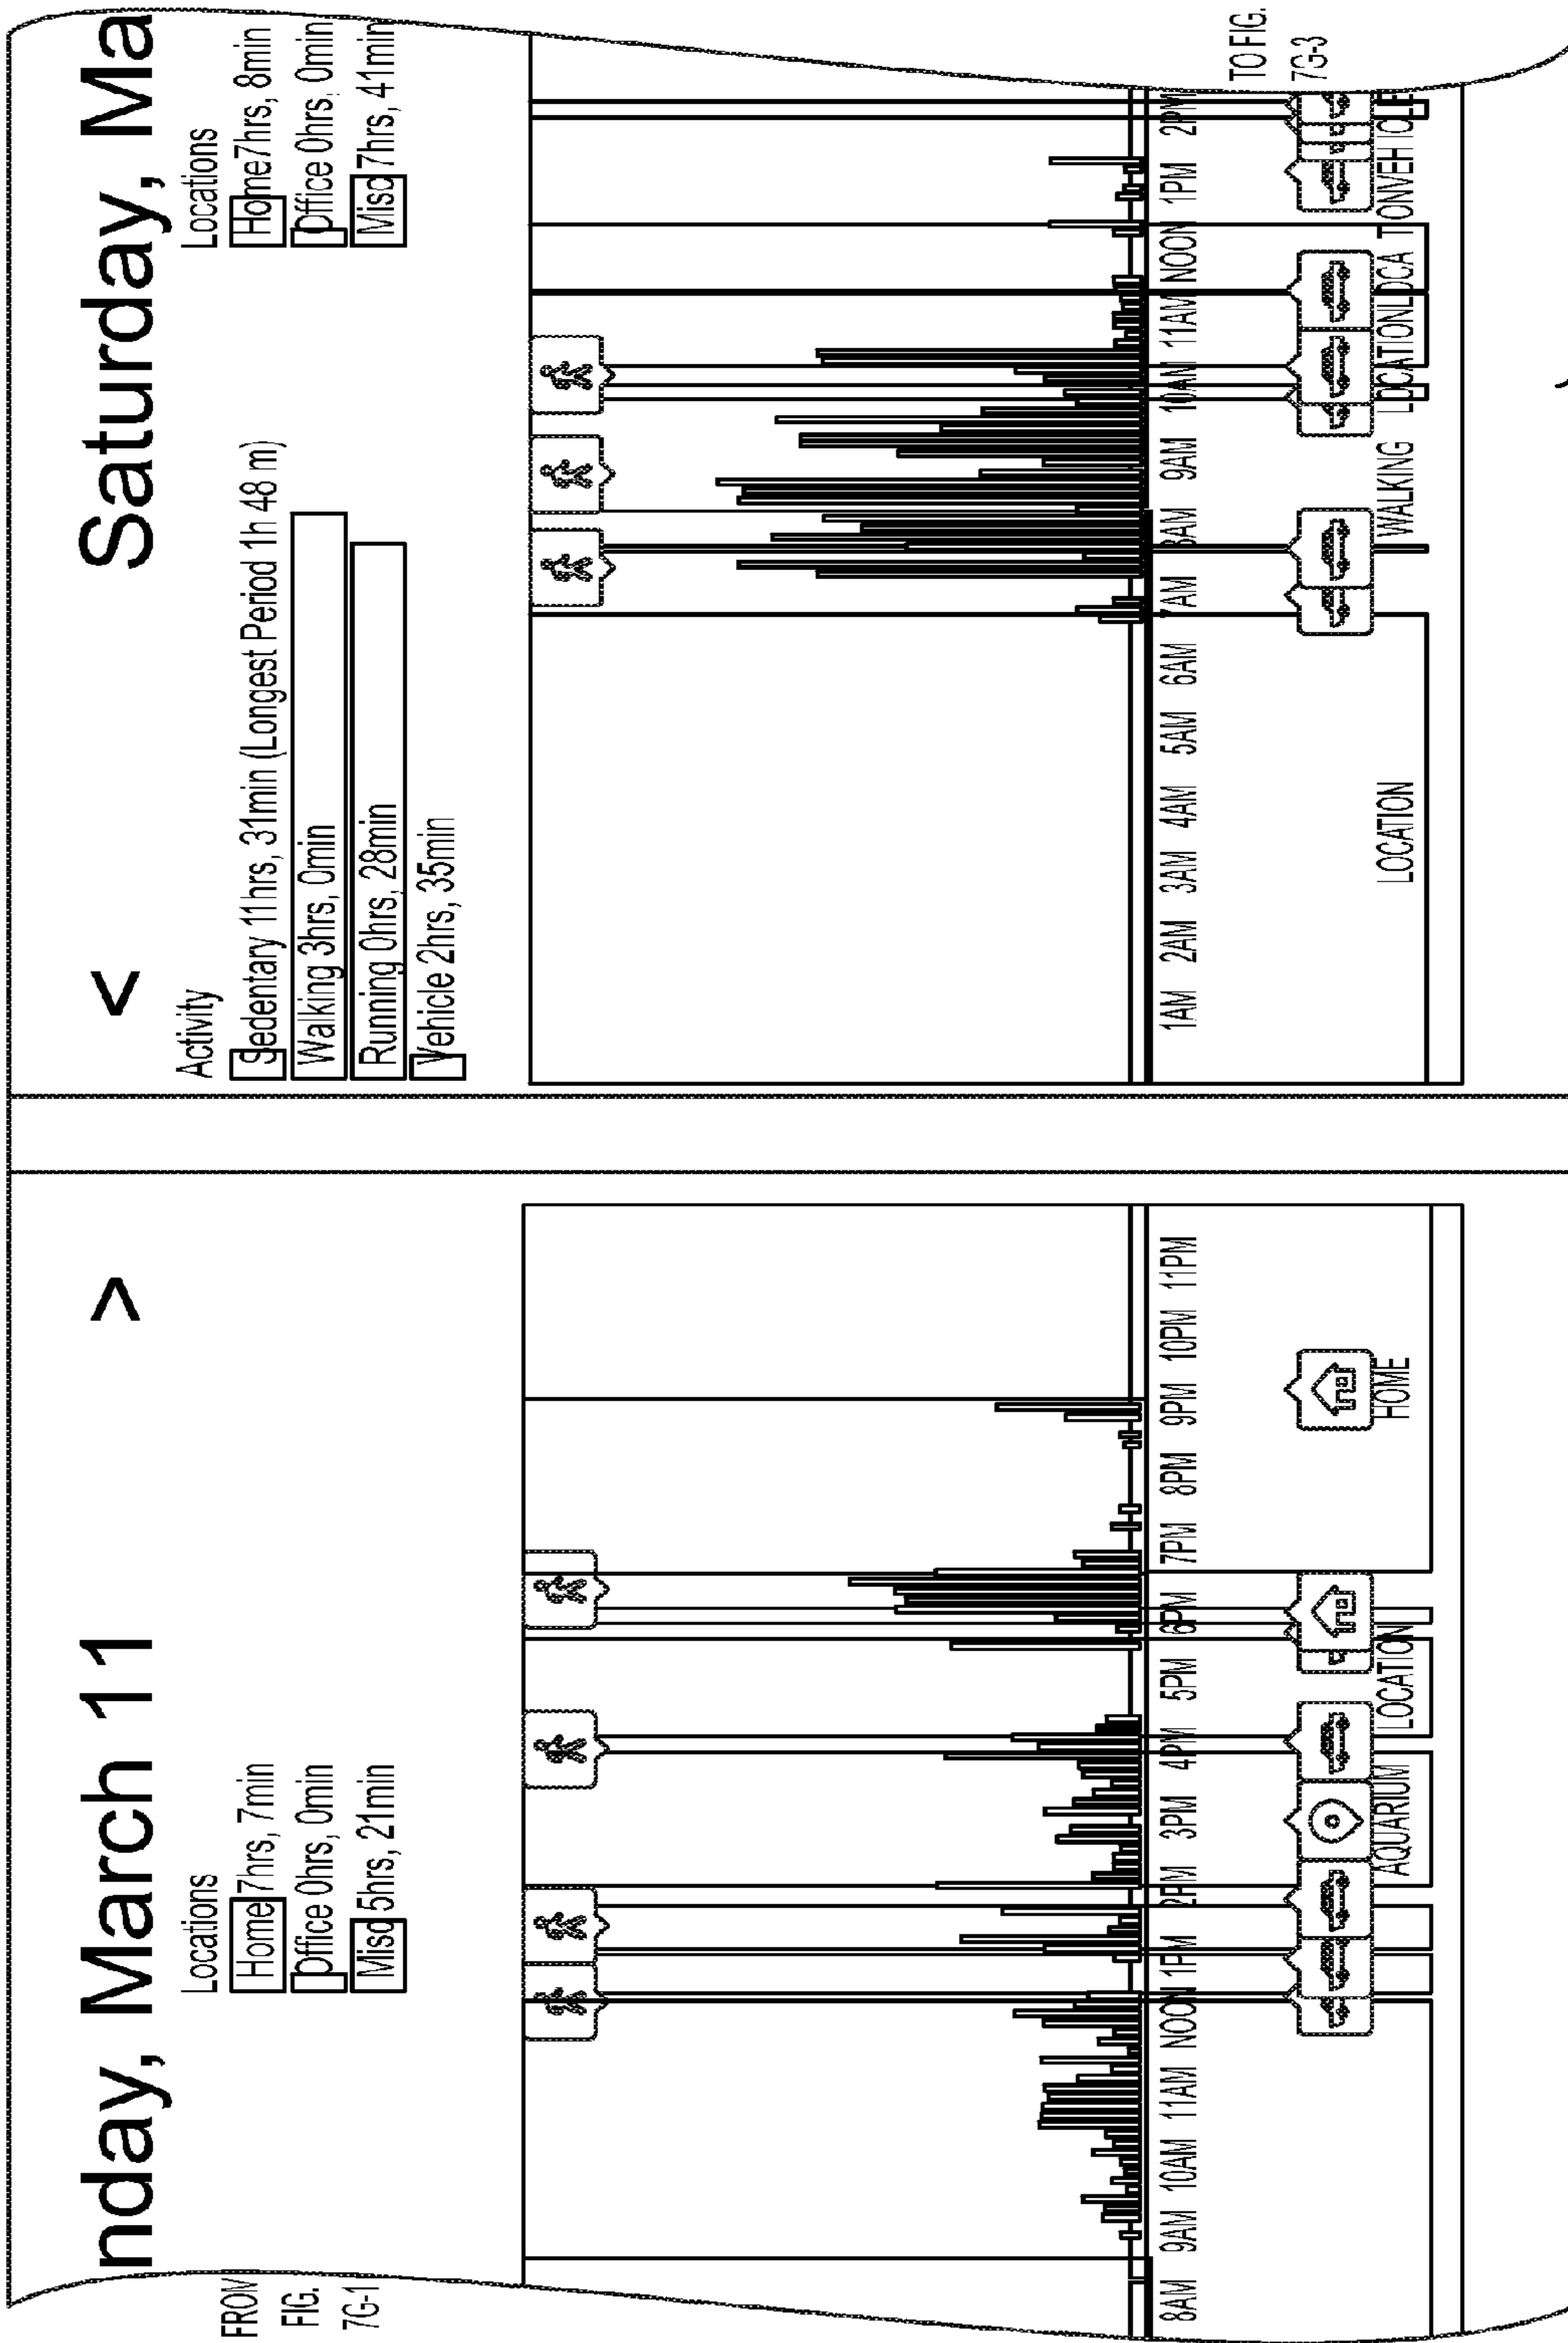 FROM
FIG.
7G-1
nday, March 11 >
Locations
Home 7hrs, 7min
Office 0hrs, 0min
Misc 5hrs, 21min
8AM 9AM 10AM 11AM NOON 1PM 2PM 3PM 4PM 5PM 6PM 7PM 8PM 9PM 10PM 11PM
AQUARIUM LOCATION HOME
< Saturday, Ma
Activity
Sedentary 11hrs, 31min (Longest Period 1h 48 m)
Walking 3hrs, 0min
Running 0hrs, 28min
Vehicle 2hrs, 35min
Locations
Home 7hrs, 8min
Office 0hrs, 0min
Misc 7hrs, 41min
1AM 2AM 3AM 4AM 5AM 6AM 7AM 8AM 9AM 10AM 11AM NOON 1PM 2PM
LOCATION WALKING LOCATION
TO FIG.
7G-3